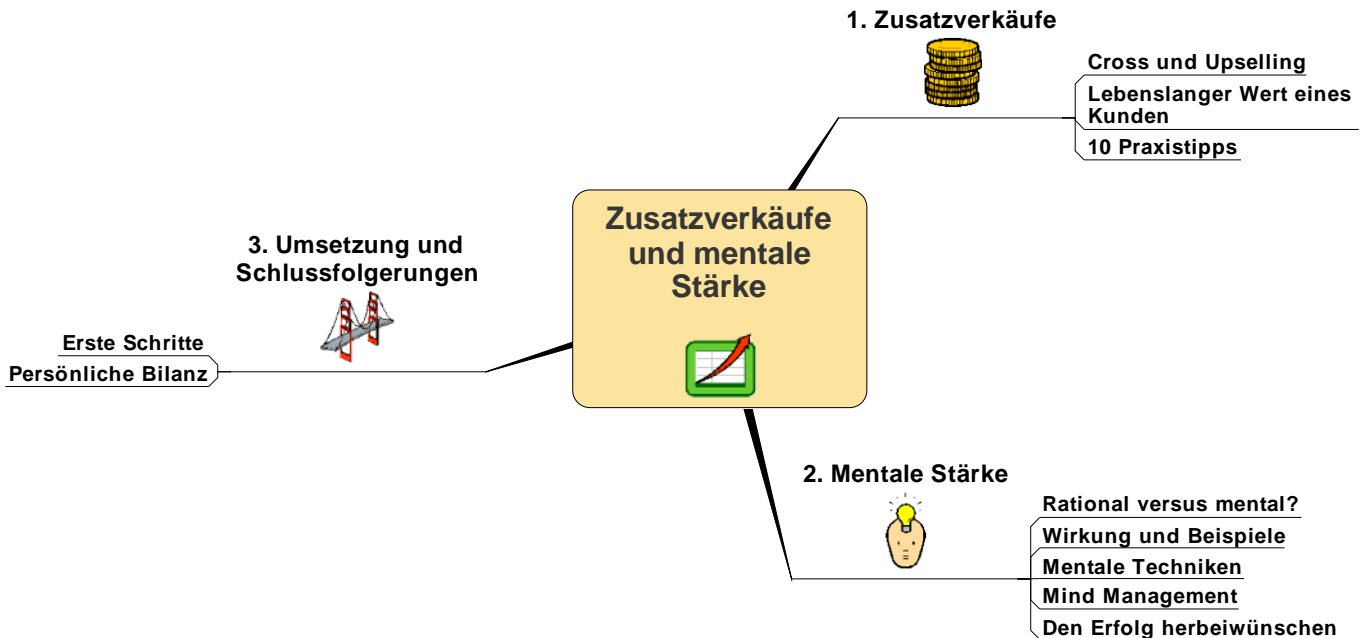 1. Zusatzverkäufe
Cross und Upselling
Lebenslanger Wert eines
Kunden
10 Praxistipps
Zusatzverkäufe
und mentale
Stärke
3. Umsetzung und
Schlussfolgerungen
Erste Schritte
Persönliche Bilanz
2. Mentale Stärke
Rational versus mental?
Wirkung und Beispiele
Mentale Techniken
Mind Management
Den Erfolg herbeiwünschen